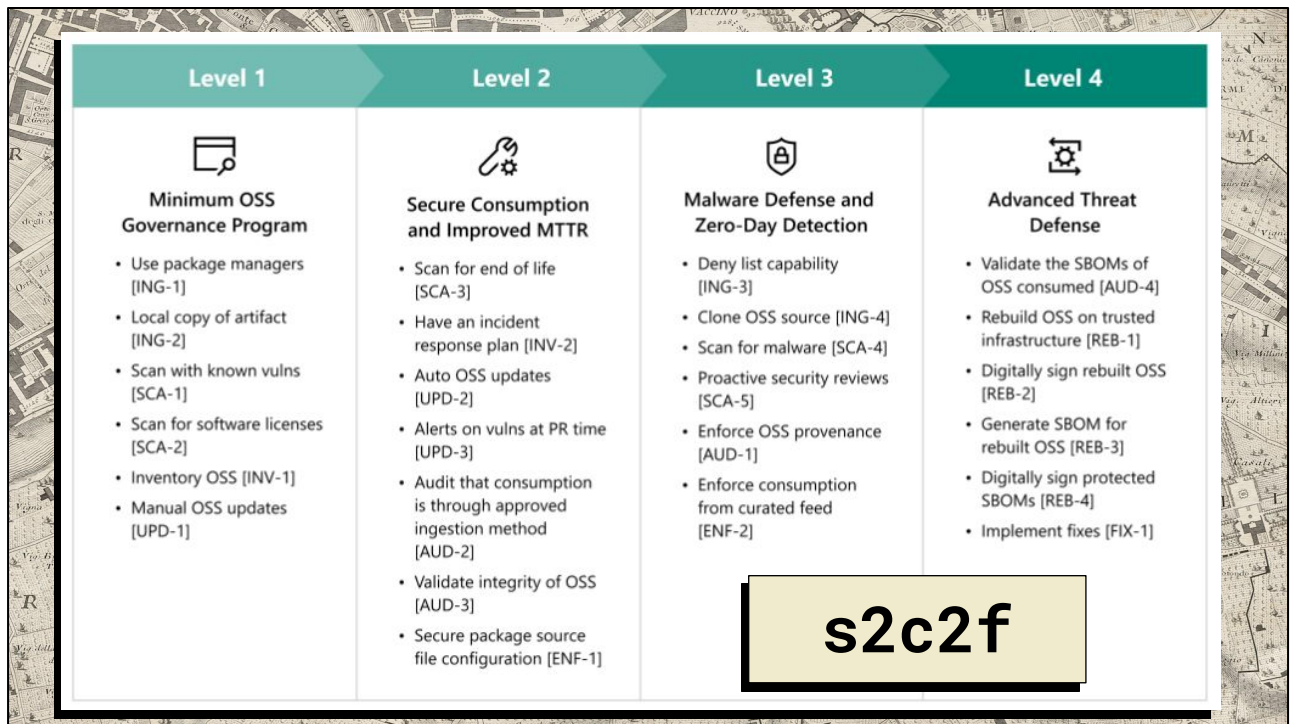 Level 1
Minimum OSS
Governance Program
• Use package managers
[ING-1]
• Local copy of artifact
[ING-2]
• Scan with known vulns
[SCA-1]
• Scan for software licenses
[SCA-2]
• Inventory OSS [INV-1]
• Manual OSS updates
[UPD-1]
Level 2
Secure Consumption
and Improved MTTR
• Scan for end of life
[SCA-3]
• Have an incident
response plan [INV-2]
• Auto OSS updates
[UPD-2]
• Alerts on vulns at PR time
[UPD-3]
• Audit that consumption
is through approved
ingestion method
[AUD-2]
• Validate integrity of OSS
[AUD-3]
• Secure package source
file configuration [ENF-1]
Level 3
Malware Defense and
Zero-Day Detection
• Deny list capability
[ING-3]
• Clone OSS source [ING-4]
• Scan for malware [SCA-4]
• Proactive security reviews
[SCA-5]
• Enforce OSS provenance
[AUD-1]
• Enforce consumption
from curated feed
[ENF-2]
Level 4
Advanced Threat
Defense
• Validate the SBOMs of
OSS consumed [AUD-4]
• Rebuild OSS on trusted
infrastructure [REB-1]
• Digitally sign rebuilt OSS
[REB-2]
• Generate SBOM for
rebuilt OSS [REB-3]
• Digitally sign protected
SBOMs [REB-4]
• Implement fixes [FIX-1]
s2c2f